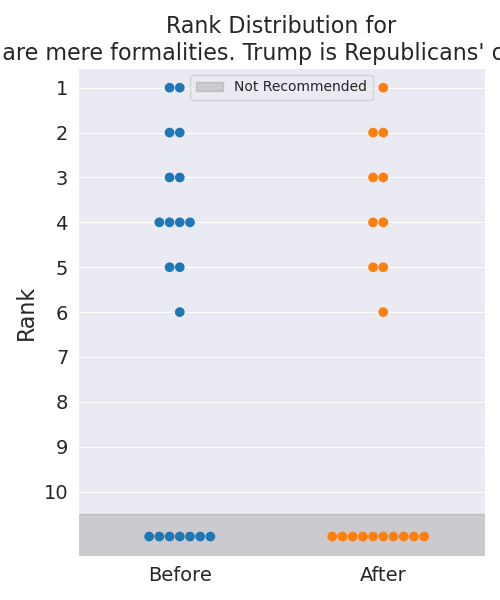 Rank Distribution for
are mere formalities. Trump is Republicans'
Not Recommended
1
2
3
4
5
6
7
8
9
10
Rank
Before
After